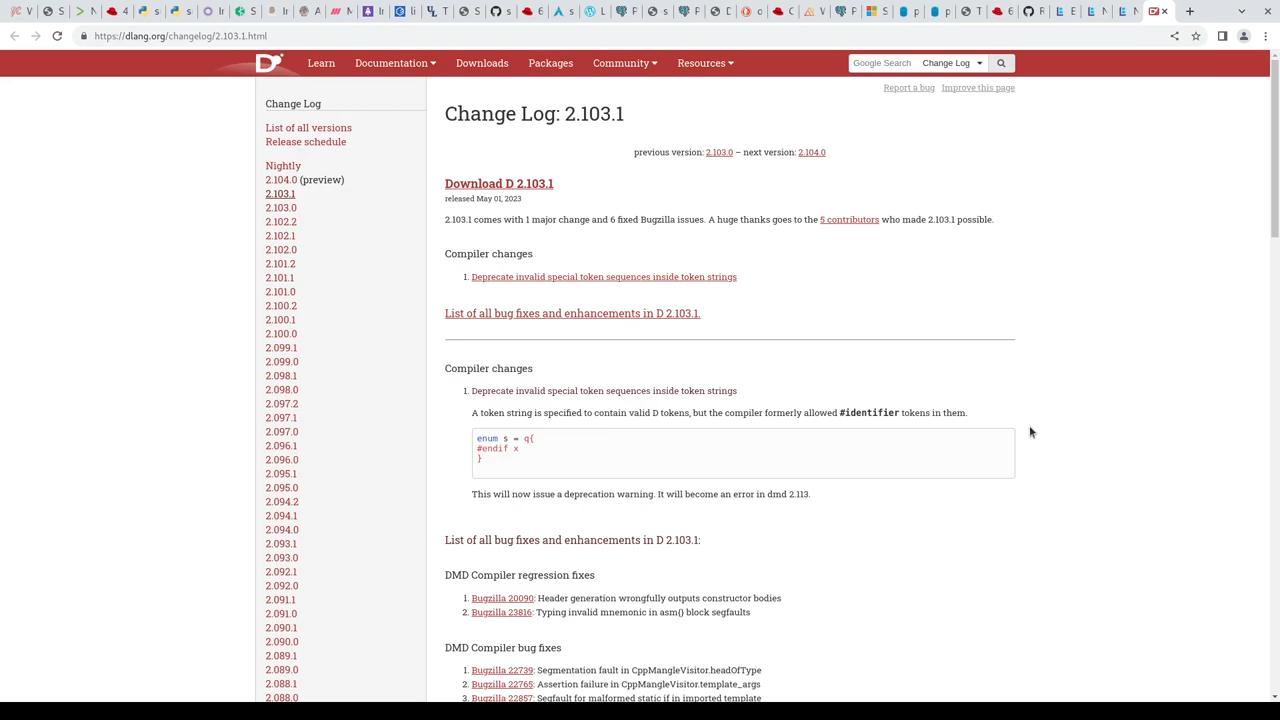 https://dlang.org/changelog/2.103.1.html
Learn
Documentation
Downloads
Packages
Community
Resources
Google Search
Change Log
Report a bug
Improve this page
Change Log
List of all versions
Release schedule
Nightly
2.104.0 (preview)
2.103.1
2.103.0
2.102.2
2.102.1
2.102.0
2.101.2
2.101.1
2.101.0
2.100.2
2.100.1
2.100.0
2.099.1
2.099.0
2.098.1
2.098.0
2.097.2
2.097.1
2.097.0
2.096.1
2.096.0
2.095.1
2.095.0
2.094.2
2.094.1
2.094.0
2.093.1
2.093.0
2.092.1
2.092.0
2.091.1
2.091.0
2.090.1
2.090.0
2.089.1
2.089.0
2.088.1
2.088.0
Change Log: 2.103.1
previous version: 2.103.0 – next version: 2.104.0
Download D 2.103.1
released May 01, 2023
2.103.1 comes with 1 major change and 6 fixed Bugzilla issues. A huge thanks goes to the 5 contributors who made 2.103.1 possible.
Compiler changes
1. Deprecate invalid special token sequences inside token strings
List of all bug fixes and enhancements in D 2.103.1.
Compiler changes
1. Deprecate invalid special token sequences inside token strings
A token string is specified to contain valid D tokens, but the compiler formerly allowed #identifier tokens in them.
enum s = q{
#endif x
}
This will now issue a deprecation warning. It will become an error in dmd 2.113.
List of all bug fixes and enhancements in D 2.103.1:
DMD Compiler regression fixes
1. Bugzilla 20090: Header generation wrongfully outputs constructor bodies
2. Bugzilla 23816: Typing invalid mnemonic in asm{} block segfaults
DMD Compiler bug fixes
1. Bugzilla 22739: Segmentation fault in CppMangleVisitor.headOfType
2. Bugzilla 22765: Assertion failure in CppMangleVisitor.template_args
3. Bugzilla 22857: Segfault for malformed static if in imported template